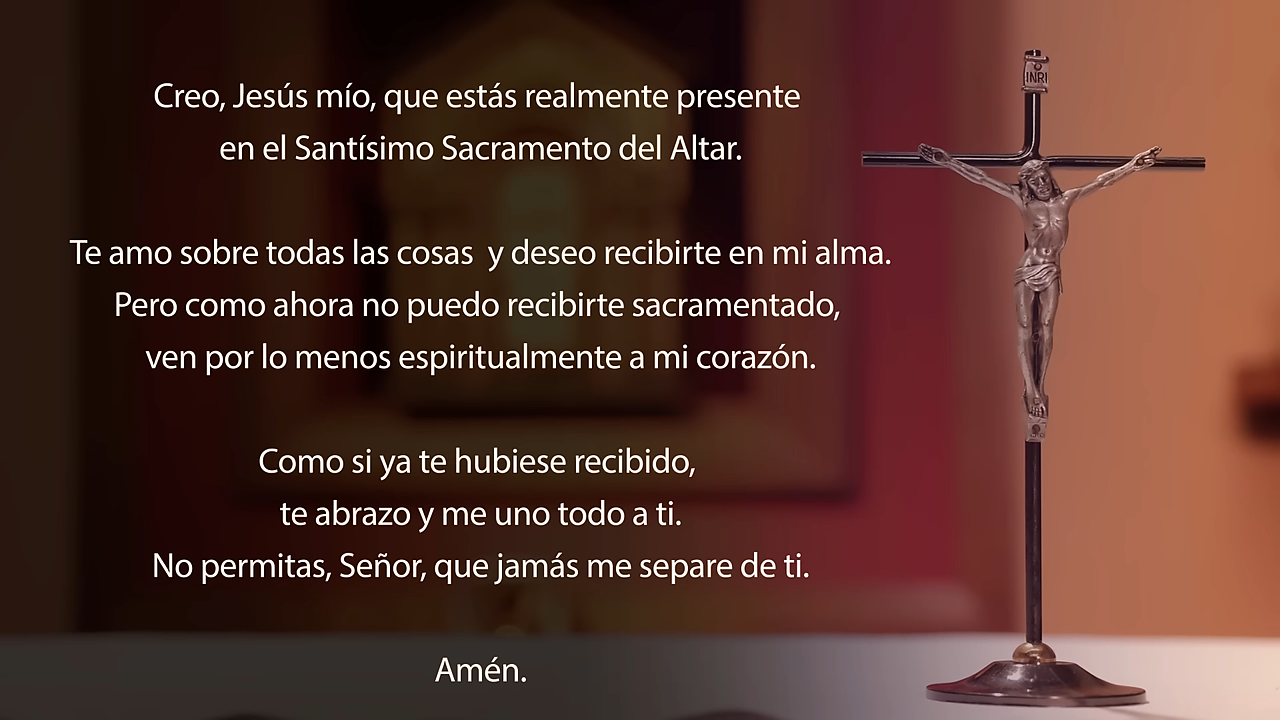 Creo, Jesús mío, que estás realmente presente
en el Santísimo Sacramento del Altar.
Te amo sobre todas las cosas  y deseo recibirte en mi alma.
Pero como ahora no puedo recibirte sacramentado,
ven por lo menos espiritualmente a mi corazón.
Como si ya te hubiese recibido,
te abrazo y me uno todo a ti.
No permitas, Señor, que jamás me separe de ti.
Amén.
INRI